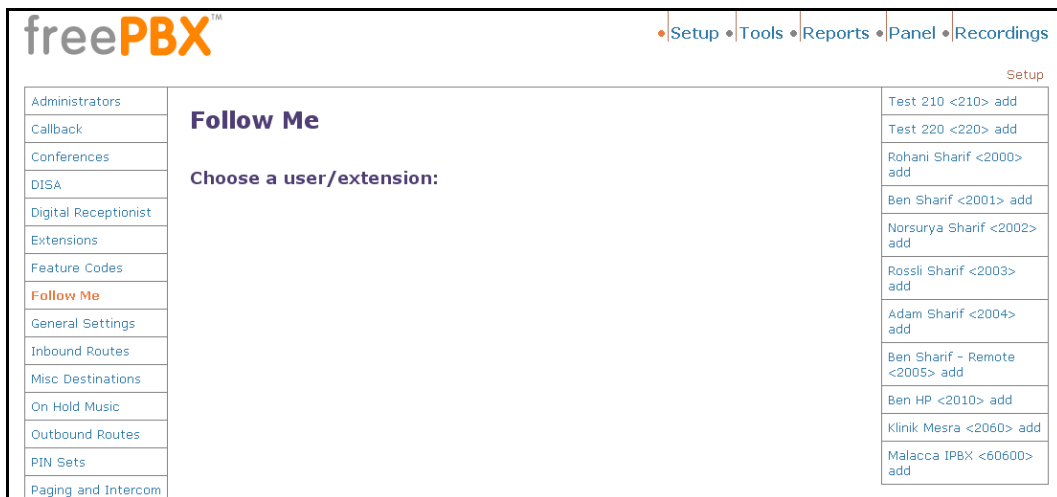 freePBX™
Setup Tools Reports Panel Recordings
Setup
Administrators
Callback
Conferences
DISA
Digital Receptionist
Extensions
Feature Codes
Follow Me
General Settings
Inbound Routes
Misc Destinations
On Hold Music
Outbound Routes
PIN Sets
Paging and Intercom
Follow Me
Choose a user/extension:
Test 210 <210> add
Test 220 <220> add
Rohani Sharif <2000>
add
Ben Sharif <2001> add
Norsurya Sharif <2002>
add
Rossli Sharif <2003>
add
Adam Sharif <2004>
add
Ben Sharif - Remote
<2005> add
Ben HP <2010> add
Klinik Mesra <2060> add
Malacca IPBX <60600>
add